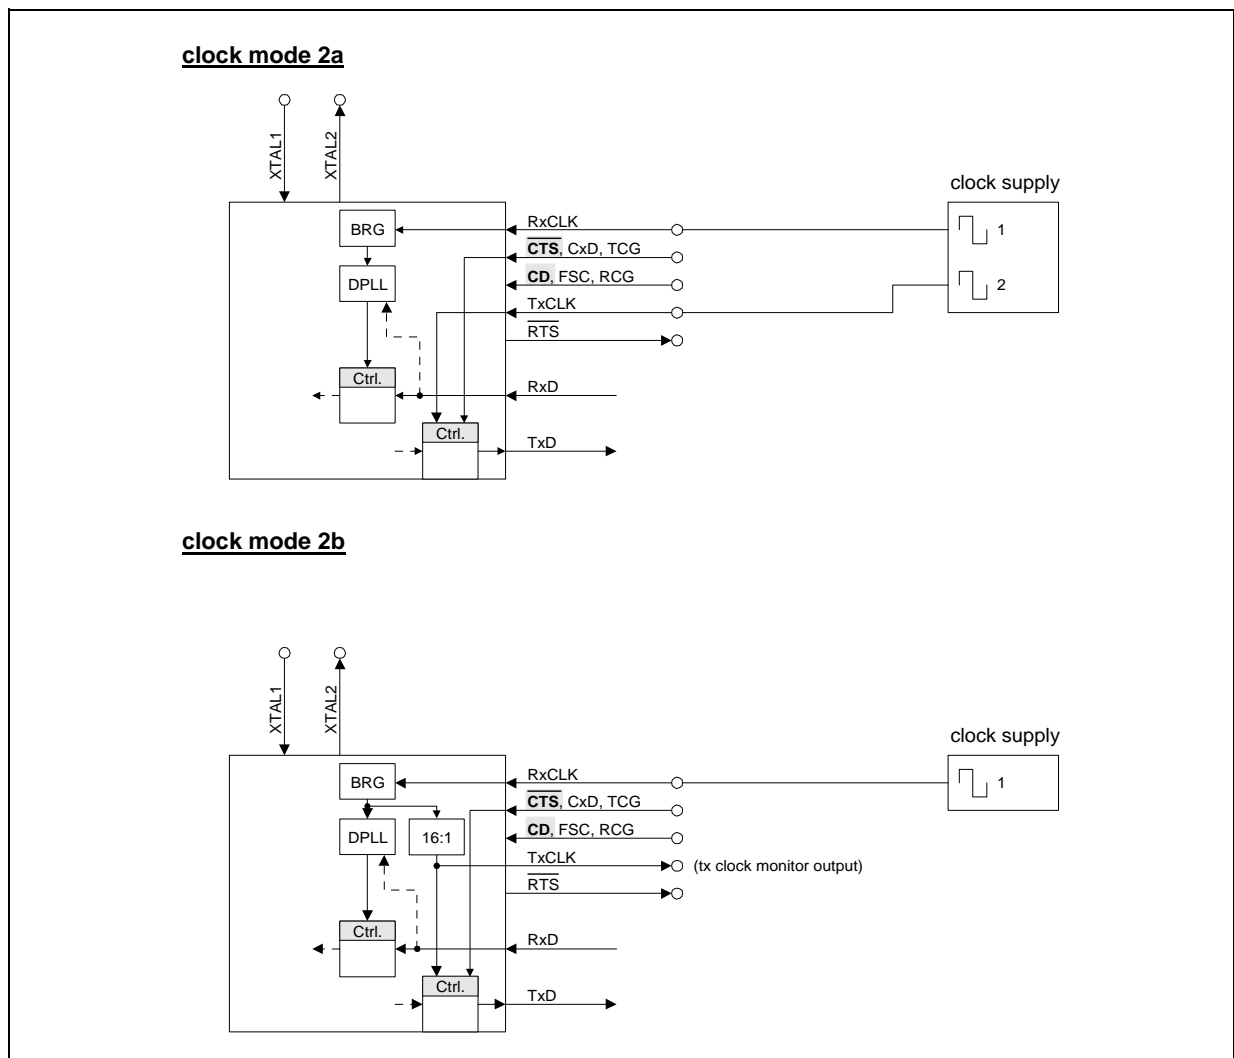 clock mode 2a
XTAL1
XTAL2
clock supply
BRG
RxCLK
1
CTS, CxD, TCG
DPLL
CD, FSC, RCG
2
TxCLK
RTS
Ctrl.
RxD
Ctrl.
TxD
clock mode 2b
XTAL1
XTAL2
clock supply
BRG
RxCLK
1
CTS, CxD, TCG
DPLL
16:1
CD, FSC, RCG
TxCLK
(tx clock monitor output)
RTS
Ctrl.
RxD
Ctrl.
TxD